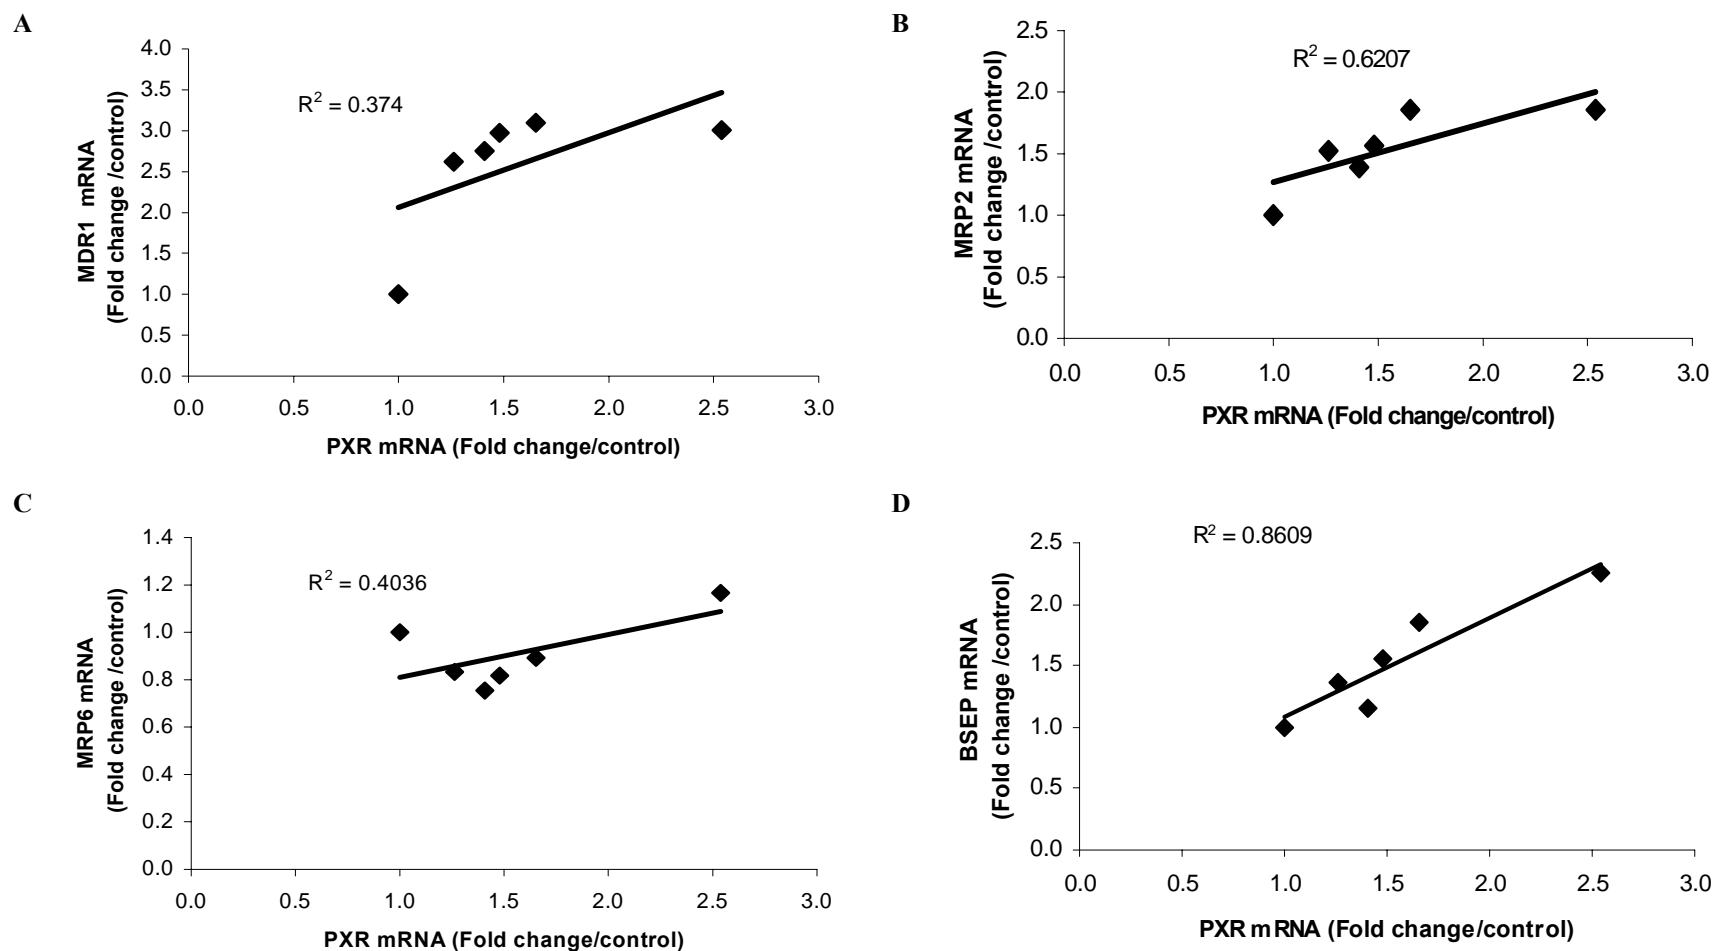 A
MDR1 mRNA
(Fold change /control)
4.0
3.5
3.0
2.5
2.0
1.5
1.0
0.5
0.0
R² = 0.374
0.0 0.5 1.0 1.5 2.0 2.5 3.0
PXR mRNA (Fold change/control)
B
MRP2 mRNA
(Fold change /control)
2.5
2.0
1.5
1.0
0.5
0.0
R² = 0.6207
0.0 0.5 1.0 1.5 2.0 2.5 3.0
PXR mRNA (Fold change/control)
C
MRP6 mRNA
(Fold change /control)
1.4
1.2
1.0
0.8
0.6
0.4
0.2
0.0
R² = 0.4036
0.0 0.5 1.0 1.5 2.0 2.5 3.0
PXR mRNA (Fold change/control)
D
BSEP mRNA
(Fold change /control)
2.5
2.0
1.5
1.0
0.5
0.0
R² = 0.8609
0.0 0.5 1.0 1.5 2.0 2.5 3.0
PXR mRNA (Fold change/control)